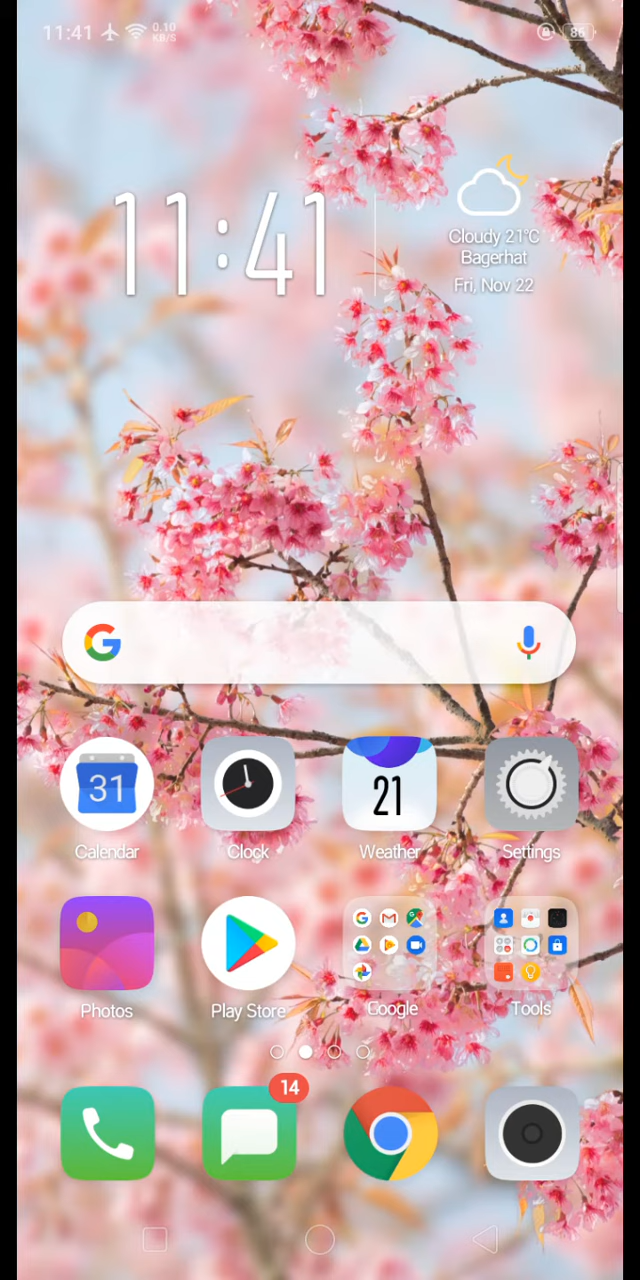 11:41 0.10 KB/S 86
11:41
Cloudy 21°C
Bagerhat
Fri, Nov 22
31 21
Calendar Clock Weather Settings
Photos Play Store Google Tools
14